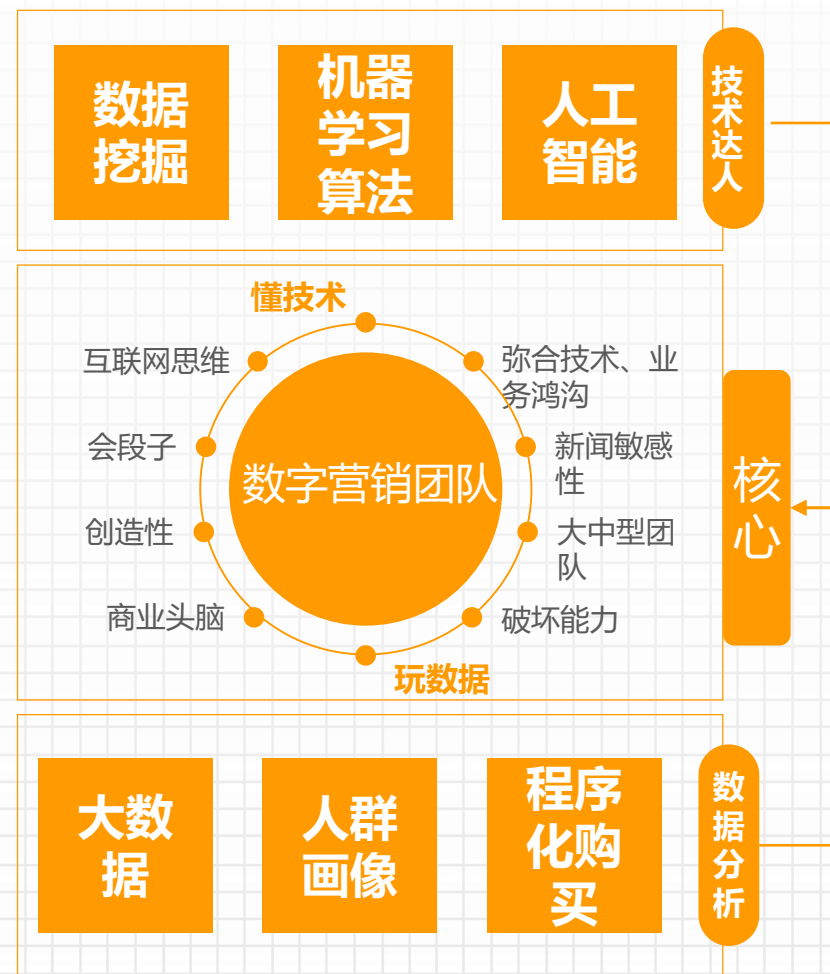 数据
挖掘
机器
学习
算法
人工
智能
技
术
达
人
懂技术
互联网思维
弥合技术、业
务鸿沟
会段子
新闻敏感
性
数字营销团队
创造性
大中型团
队
商业头脑
破坏能力
玩数据
核
心
大数
据
人群
画像
程序
化购
买
数
据
分
析